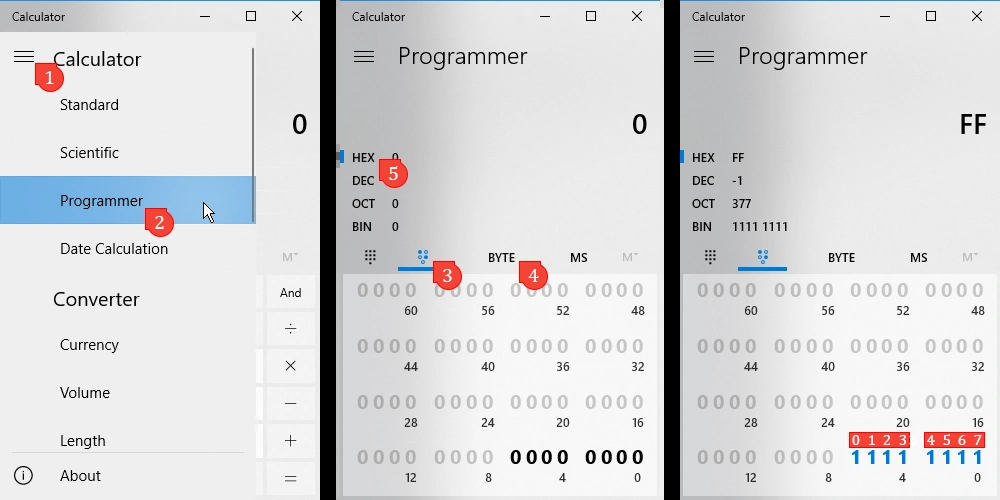 Calculator
Calculator
1
Standard
Scientific
Programmer
2
Date Calculation
Converter
Currency
Volume
Length
About
0
M
And
÷
×
−
+
=
Calculator
Programmer
0
HEX 0
5
DEC
OCT 0
BIN 0
3
BYTE
4
MS
M
0000 0000 0000 0000
60 56 52 48
0000 0000 0000 0000
44 40 36 32
0000 0000 0000 0000
28 24 20 16
0000 0000 0000 0000
12 8 4 0
Calculator
Programmer
FF
HEX FF
DEC -1
OCT 377
BIN 1111 1111
BYTE MS M
0000 0000 0000 0000
60 56 52 48
0000 0000 0000 0000
44 40 36 32
0000 0000 0000 0000
28 24 20 16
0 1 2 3 4 5 6 7
0000 0000 1111 1111
12 8 4 0